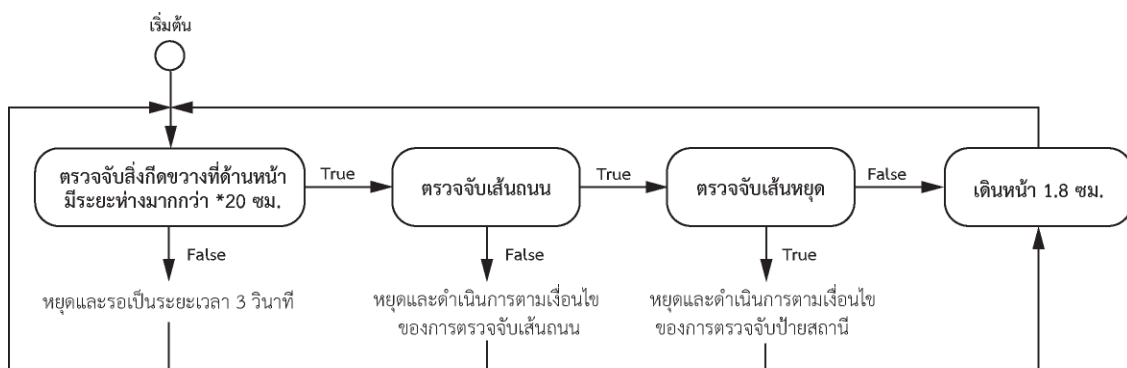 เริ่มต้น
ตรวจจับสิ่งกีดขวางที่ด้านหน้า
มีระยะห่างมากกว่า *20 ซม.
True
ตรวจจับเส้นถนน
True
ตรวจจับเส้นหยุด
False
เดินหน้า 1.8 ซม.
False
False
True
หยุดและรอเป็นระยะเวลา 3 วินาที
หยุดและดำเนินการตามเงื่อนไข
ของการตรวจจับเส้นถนน
หยุดและดำเนินการตามเงื่อนไข
ของการตรวจจับป้ายสถานี